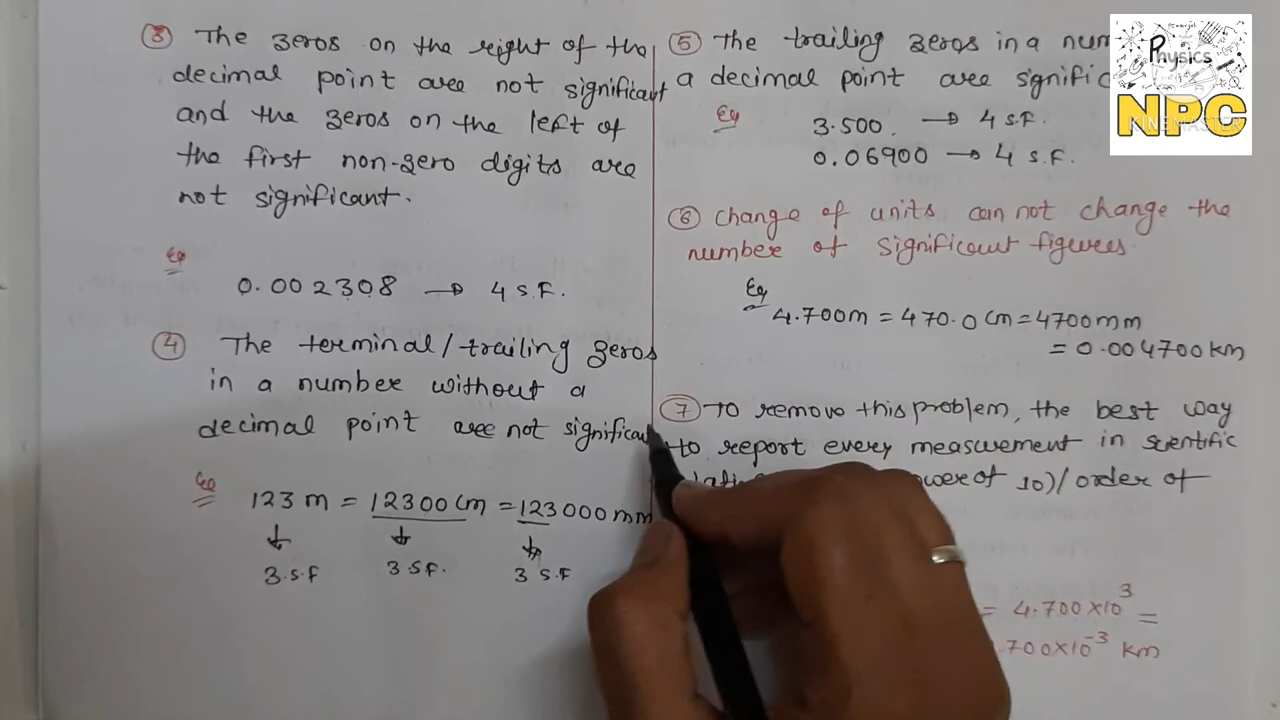 ③ The zeros on the right of the
decimal point are not significant
and the zeros on the left of
the first non-zero digits are
not significant.
Eg
0.002308 → 4 S.F.
④ The terminal/trailing zeros
in a number without a
decimal point are not significan
Eg
123 m = 12300 cm = 123000 mm
3.S.F 3.S.F. 3 S.F
⑤ The trailing zeros in a num
a decimal point are signific
Eg
3.500. → 4 S.F.
0.06900 → 4 S.F.
⑥ change of units can not change the
number of significant figures.
Eg
4.700m = 470.0 cm = 4700mm
= 0.004700 km
⑦ To remove this problem, the best way
to report every measurement in scientific
of 10)/order of
= 4.700×10³ =
.700×10⁻³ km
Physics
NPC
KINEMASTER